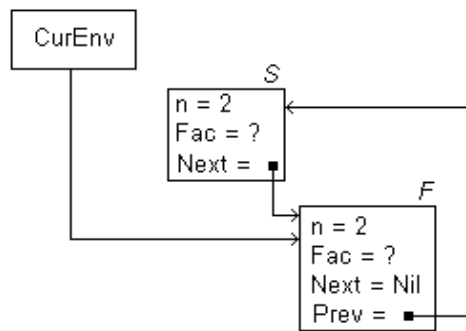 CurEnv
S
n = 2
Fac = ?
Next =
F
n = 2
Fac = ?
Next = Nil
Prev =